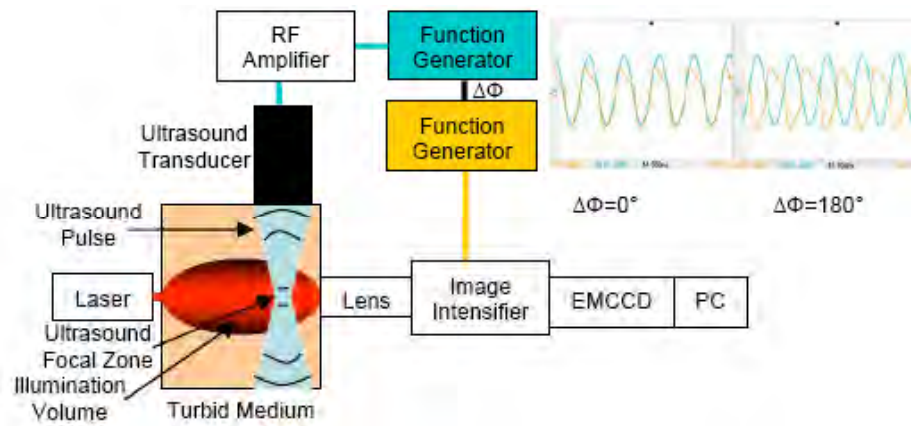 RF
Amplifier
Function
Generator
ΔΦ
Function
Generator
Ultrasound
Transducer
Ultrasound
Pulse
Laser
Lens
Image
Intensifier
EMCCD
PC
Ultrasound
Focal Zone
Illumination
Volume
Turbid Medium
ΔΦ=0°
ΔΦ=180°